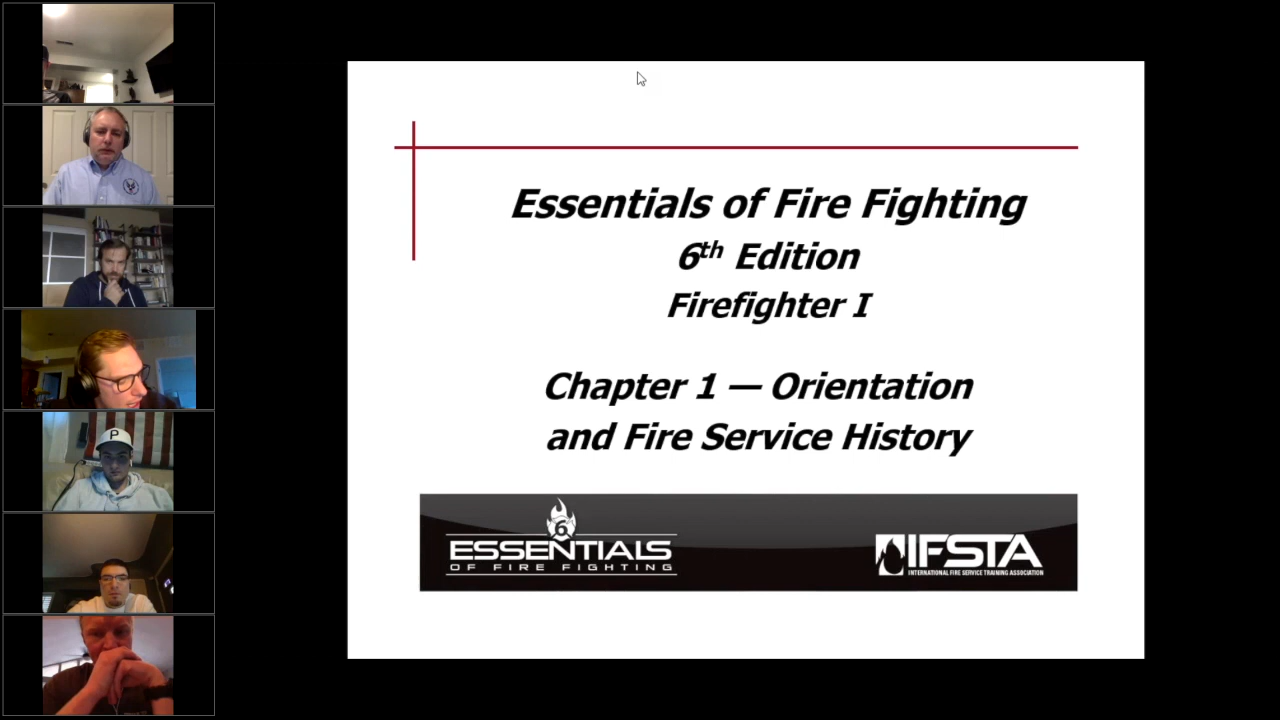 Essentials of Fire Fighting
6th Edition
Firefighter I
Chapter 1 — Orientation
and Fire Service History
6
ESSENTIALS
OF FIRE FIGHTING
IFSTA
INTERNATIONAL FIRE SERVICE TRAINING ASSOCIATION
P